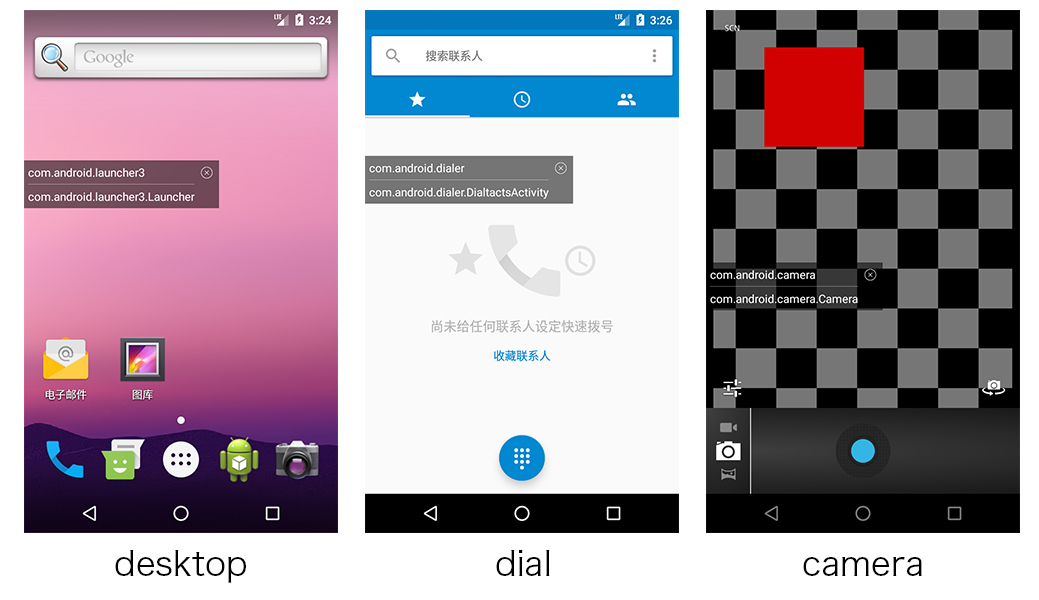 3:24
Google
com.android.launcher3
com.android.launcher3.Launcher
电子邮件
图库
desktop
LTE
3:26
搜索联系人
com.android.dialer
com.android.dialer.DialtactsActivity
尚未给任何联系人设定快速拨号
收藏联系人
dial
SCN
com.android.camera
com.android.camera.Camera
camera